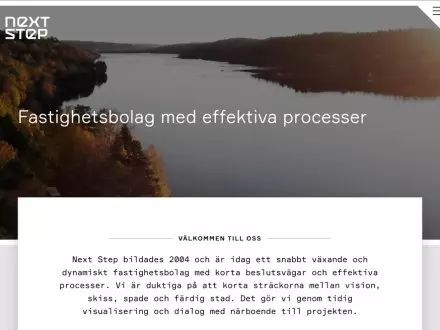 next
step
Fastighetsbolag med effektiva processer
VÄLKOMMEN TILL OSS
Next Step bildades 2004 och är idag ett snabbt växande och
dynamiskt fastighetsbolag med korta beslutsvägar och effektiva
processer. Vi är duktiga på att korta sträckorna mellan vision,
skiss, spade och färdig stad. Det gör vi genom tidig
visualisering och dialog med närboende till projekten.